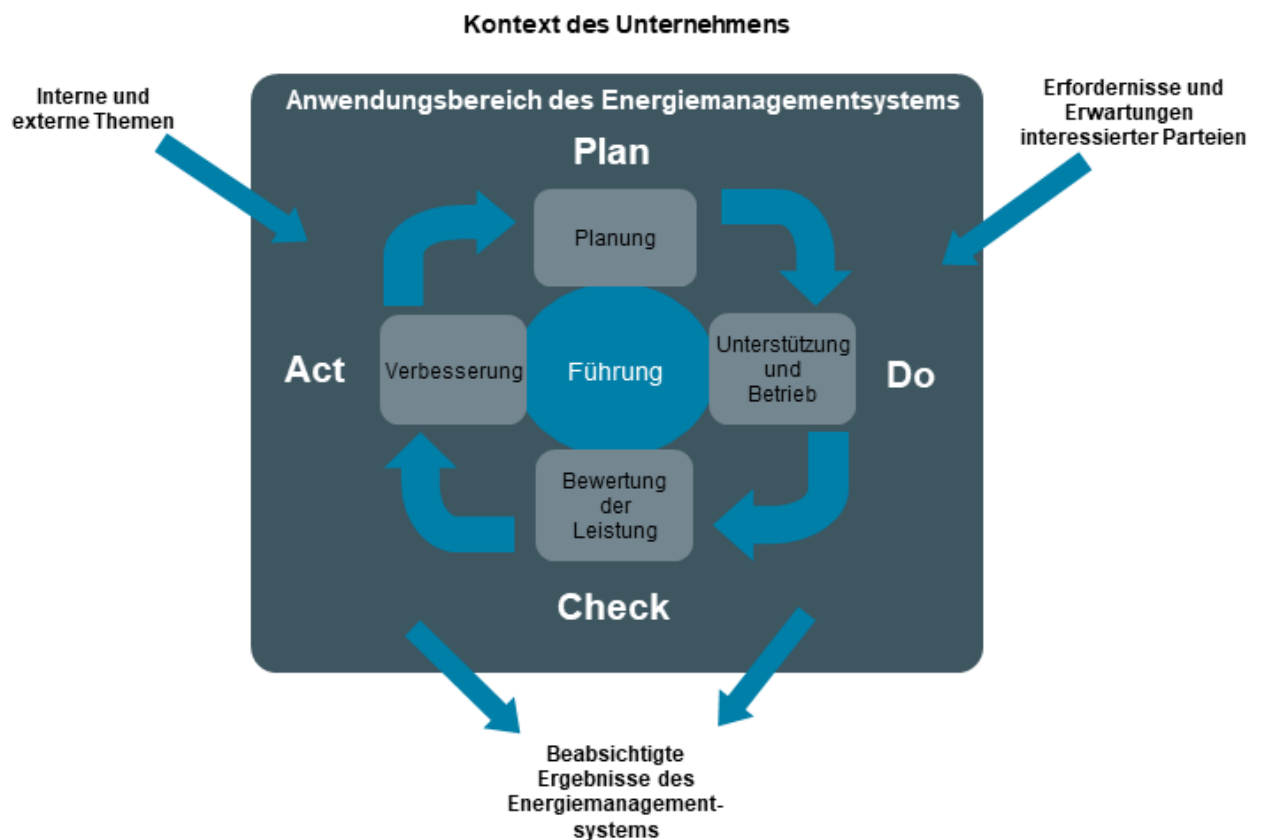 Kontext des Unternehmens
Interne und
externe Themen
Erfordernisse und
Erwartungen
interessierter Parteien
Anwendungsbereich des Energiemanagementsystems
Plan
Planung
Act
Verbesserung
Führung
Unterstützung
und
Betrieb
Do
Bewertung
der
Leistung
Check
Beabsichtigte
Ergebnisse des
Energiemanagement-
systems